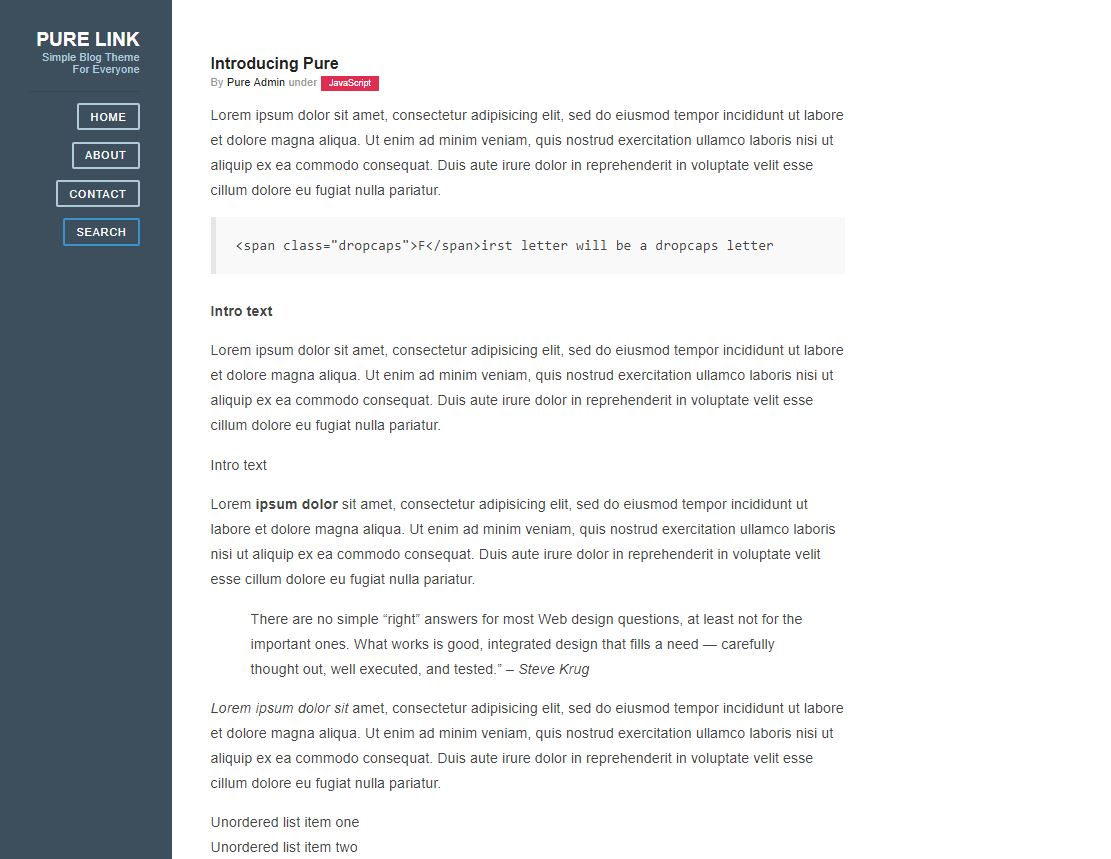 PURE LINK
Simple Blog Theme
For Everyone
HOME
ABOUT
CONTACT
SEARCH
Introducing Pure
By Pure Admin under JavaScript
Lorem ipsum dolor sit amet, consectetur adipisicing elit, sed do eiusmod tempor incididunt ut labore
et dolore magna aliqua. Ut enim ad minim veniam, quis nostrud exercitation ullamco laboris nisi ut
aliquip ex ea commodo consequat. Duis aute irure dolor in reprehenderit in voluptate velit esse
cillum dolore eu fugiat nulla pariatur.
<span class="dropcaps">F</span>irst letter will be a dropcaps letter
Intro text
Lorem ipsum dolor sit amet, consectetur adipisicing elit, sed do eiusmod tempor incididunt ut labore
et dolore magna aliqua. Ut enim ad minim veniam, quis nostrud exercitation ullamco laboris nisi ut
aliquip ex ea commodo consequat. Duis aute irure dolor in reprehenderit in voluptate velit esse
cillum dolore eu fugiat nulla pariatur.
Intro text
Lorem ipsum dolor sit amet, consectetur adipisicing elit, sed do eiusmod tempor incididunt ut
labore et dolore magna aliqua. Ut enim ad minim veniam, quis nostrud exercitation ullamco laboris
nisi ut aliquip ex ea commodo consequat. Duis aute irure dolor in reprehenderit in voluptate velit
esse cillum dolore eu fugiat nulla pariatur.
There are no simple “right” answers for most Web design questions, at least not for the
important ones. What works is good, integrated design that fills a need — carefully
thought out, well executed, and tested.” – Steve Krug
Lorem ipsum dolor sit amet, consectetur adipisicing elit, sed do eiusmod tempor incididunt ut labore
et dolore magna aliqua. Ut enim ad minim veniam, quis nostrud exercitation ullamco laboris nisi ut
aliquip ex ea commodo consequat. Duis aute irure dolor in reprehenderit in voluptate velit esse
cillum dolore eu fugiat nulla pariatur.
Unordered list item one
Unordered list item two